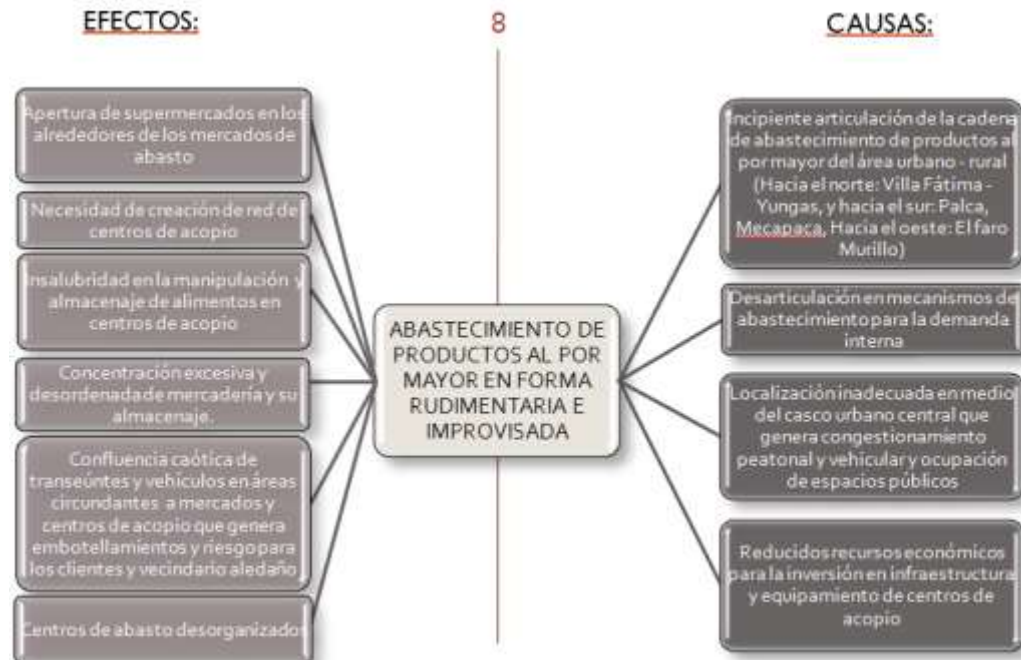 EFECTOS:
8
CAUSAS:
Apertura de supermercados en los
alrededores de los mercados de
abasto
Necesidad de creación de red de
centros de acopio
Insalubridad en la manipulación y
almacenaje de alimentos en
centros de acopio
Concentración excesiva y
desordenada de mercadería y su
almacenaje.
Confluencia caótica de
transeúntes y vehículos en áreas
circundantes a mercados y
centros de acopio que genera
embotellamientos y riesgo para
los clientes y vecindario aledaño
Centros de abasto desorganizados
ABASTECIMIENTO DE
PRODUCTOS AL POR
MAYOR EN FORMA
RUDIMENTARIA E
IMPROVISADA
Incipiente articulación de la cadena
de abastecimiento de productos al
por mayor del área urbano - rural
(Hacia el norte: Villa Fátima -
Yungas, y hacia el sur: Palca,
Mecapaca, Hacia el oeste: El faro
Murillo)
Desarticulación en mecanismos de
abastecimiento para la demanda
interna
Localización inadecuada en medio
del casco urbano central que
genera congestionamiento
peatonal y vehicular y ocupación
de espacios públicos
Reducidos recursos económicos
para la inversión en infraestructura
y equipamiento de centros de
acopio